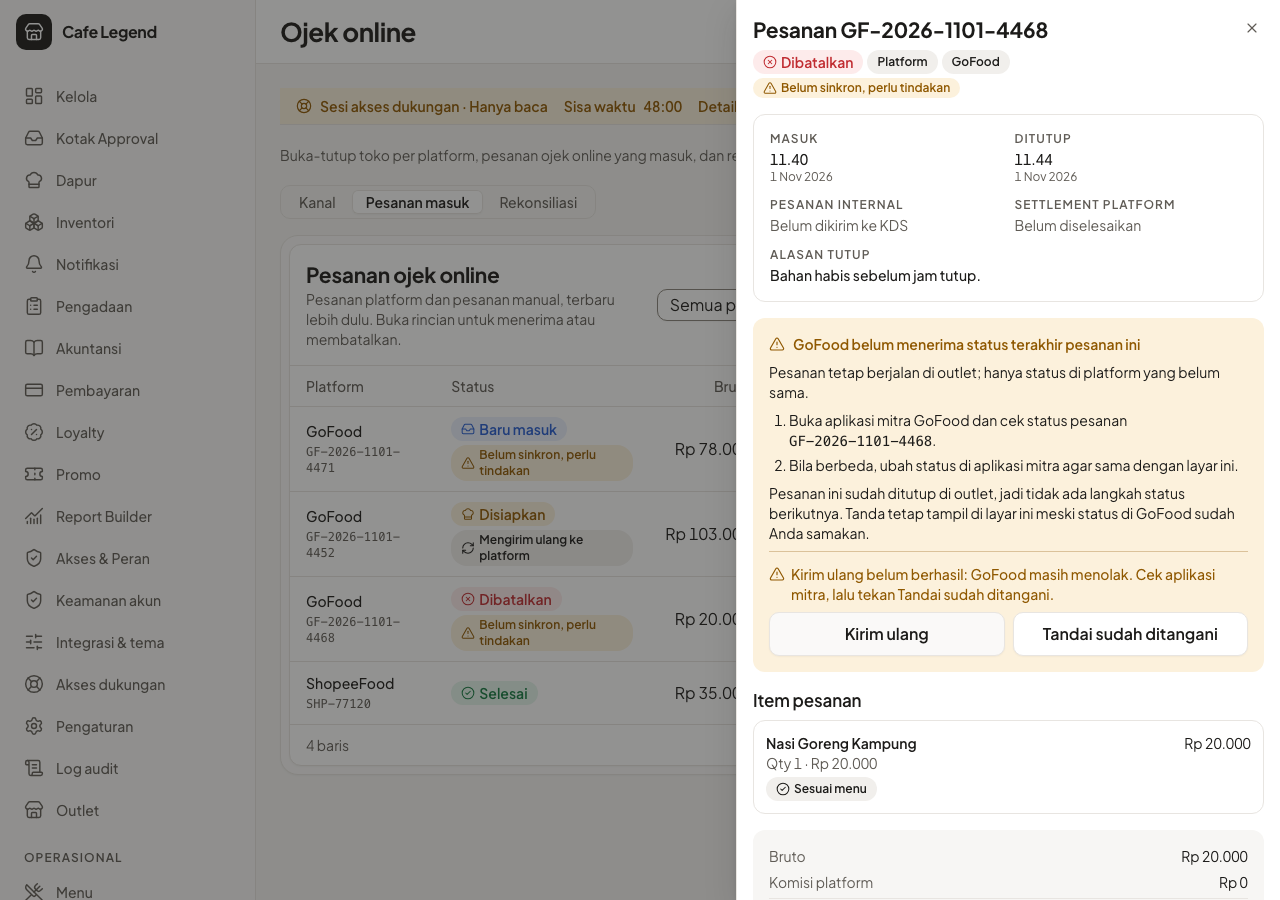 Cafe Legend
Kelola
Kotak Approval
Dapur
Inventori
Notifikasi
Pengadaan
Akuntansi
Pembayaran
Loyalty
Promo
Report Builder
Akses & Peran
Keamanan akun
Integrasi & tema
Akses dukungan
Pengaturan
Log audit
Outlet
OPERASIONAL
Menu
Ojek online
Sesi akses dukungan · Hanya baca Sisa waktu 48:00 Detail
Buka-tutup toko per platform, pesanan ojek online yang masuk, dan
Kanal Pesanan masuk Rekonsiliasi
Pesanan ojek online
Pesanan platform dan pesanan manual, terbaru
lebih dulu. Buka rincian untuk menerima atau
membatalkan.
Semua p
Platform Status Bru
GoFood
GF-2026-1101-
4471
Baru masuk
Belum sinkron, perlu
tindakan
Rp 78.00
GoFood
GF-2026-1101-
4452
Disiapkan
Mengirim ulang ke
platform
Rp 103.00
GoFood
GF-2026-1101-
4468
Dibatalkan
Belum sinkron, perlu
tindakan
Rp 20.00
ShopeeFood
SHP-77120
Selesai
Rp 35.00
4 baris
Pesanan GF-2026-1101-4468
Dibatalkan Platform GoFood
Belum sinkron, perlu tindakan
MASUK
11.40
1 Nov 2026
DITUTUP
11.44
1 Nov 2026
PESANAN INTERNAL
Belum dikirim ke KDS
SETTLEMENT PLATFORM
Belum diselesaikan
ALASAN TUTUP
Bahan habis sebelum jam tutup.
GoFood belum menerima status terakhir pesanan ini
Pesanan tetap berjalan di outlet; hanya status di platform yang belum
sama.
1. Buka aplikasi mitra GoFood dan cek status pesanan
GF-2026-1101-4468.
2. Bila berbeda, ubah status di aplikasi mitra agar sama dengan layar ini.
Pesanan ini sudah ditutup di outlet, jadi tidak ada langkah status
berikutnya. Tanda tetap tampil di layar ini meski status di GoFood sudah
Anda samakan.
Kirim ulang belum berhasil: GoFood masih menolak. Cek aplikasi
mitra, lalu tekan Tandai sudah ditangani.
Kirim ulang Tandai sudah ditangani
Item pesanan
Nasi Goreng Kampung Rp 20.000
Qty 1 · Rp 20.000
Sesuai menu
Bruto Rp 20.000
Komisi platform Rp 0